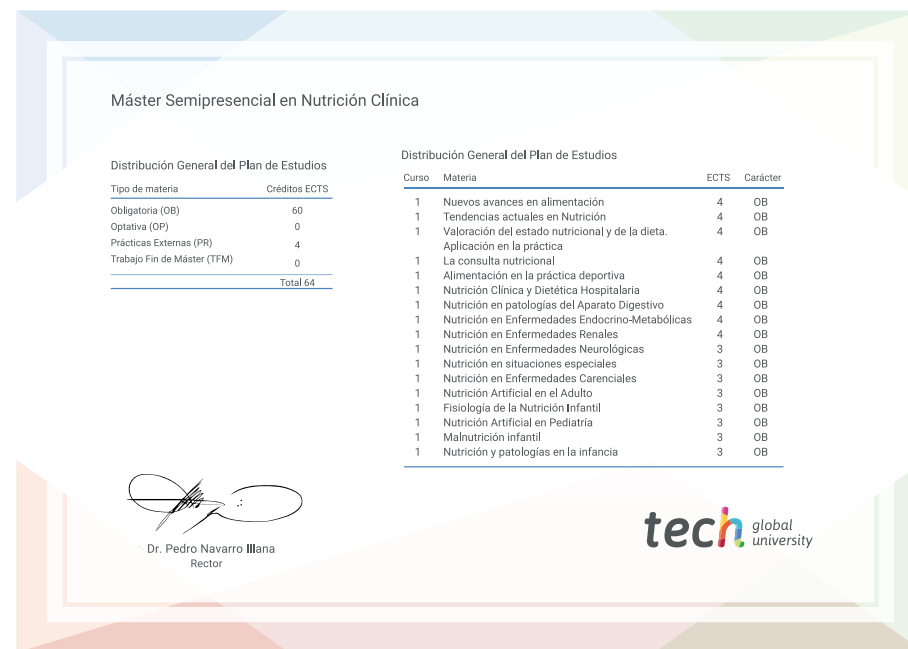 Máster Semipresencial en Nutrición Clínica
Distribución General del Plan de Estudios
Tipo de materia Créditos ECTS
Obligatoria (OB) 60
Optativa (OP) 0
Prácticas Externas (PR) 4
Trabajo Fin de Máster (TFM) 0
Total 64
Distribución General del Plan de Estudios
Curso Materia ECTS Carácter
1 Nuevos avances en alimentación 4 OB
1 Tendencias actuales en Nutrición 4 OB
1 Valoración del estado nutricional y de la dieta. 4 OB
Aplicación en la práctica
1 La consulta nutricional 4 OB
1 Alimentación en la práctica deportiva 4 OB
1 Nutrición Clínica y Dietética Hospitalaria 4 OB
1 Nutrición en patologías del Aparato Digestivo 4 OB
1 Nutrición en Enfermedades Endocrino-Metabólicas 4 OB
1 Nutrición en Enfermedades Renales 4 OB
1 Nutrición en Enfermedades Neurológicas 3 OB
1 Nutrición en situaciones especiales 3 OB
1 Nutrición en Enfermedades Carenciales 3 OB
1 Nutrición Artificial en el Adulto 3 OB
1 Fisiología de la Nutrición Infantil 3 OB
1 Nutrición Artificial en Pediatría 3 OB
1 Malnutrición infantil 3 OB
1 Nutrición y patologías en la infancia 3 OB
Dr. Pedro Navarro Illana
Rector
tech global
university